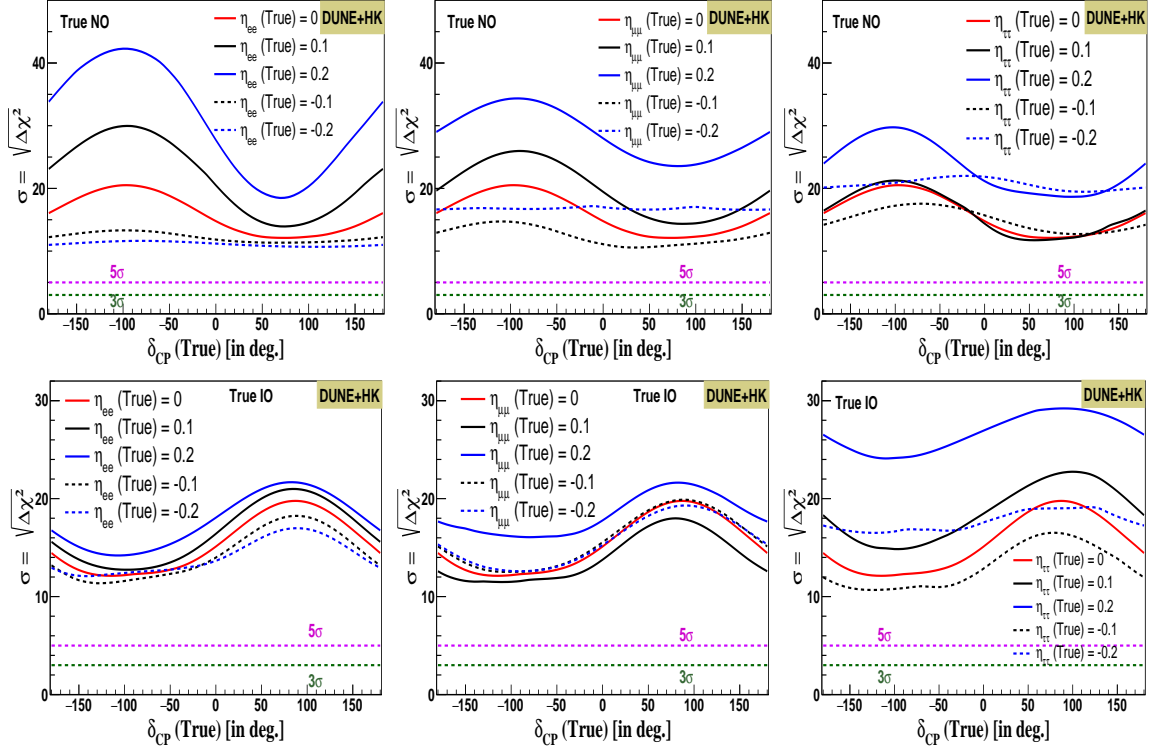 True NO
DUNE+HK
η_ee (True) = 0
η_ee (True) = 0.1
η_ee (True) = 0.2
η_ee (True) = -0.1
η_ee (True) = -0.2
5σ
3σ
σ = √Δχ²
0
20
40
−150 −100 −50 0 50 100 150
δ_CP (True) [in deg.]
True NO
DUNE+HK
η_μμ (True) = 0
η_μμ (True) = 0.1
η_μμ (True) = 0.2
η_μμ (True) = -0.1
η_μμ (True) = -0.2
5σ
3σ
σ = √Δχ²
0
20
40
−150 −100 −50 0 50 100 150
δ_CP (True) [in deg.]
True NO
DUNE+HK
η_ττ (True) = 0
η_ττ (True) = 0.1
η_ττ (True) = 0.2
η_ττ (True) = -0.1
η_ττ (True) = -0.2
5σ
3σ
σ = √Δχ²
0
20
40
−150 −100 −50 0 50 100 150
δ_CP (True) [in deg.]
True IO
DUNE+HK
η_ee (True) = 0
η_ee (True) = 0.1
η_ee (True) = 0.2
η_ee (True) = -0.1
η_ee (True) = -0.2
5σ
3σ
σ = √Δχ²
0
10
20
30
−150 −100 −50 0 50 100 150
δ_CP (True) [in deg.]
True IO
DUNE+HK
η_μμ (True) = 0
η_μμ (True) = 0.1
η_μμ (True) = 0.2
η_μμ (True) = -0.1
η_μμ (True) = -0.2
5σ
3σ
σ = √Δχ²
0
10
20
30
−150 −100 −50 0 50 100 150
δ_CP (True) [in deg.]
True IO
DUNE+HK
η_ττ (True) = 0
η_ττ (True) = 0.1
η_ττ (True) = 0.2
η_ττ (True) = -0.1
η_ττ (True) = -0.2
5σ
3σ
σ = √Δχ²
0
10
20
30
−150 −100 −50 0 50 100 150
δ_CP (True) [in deg.]